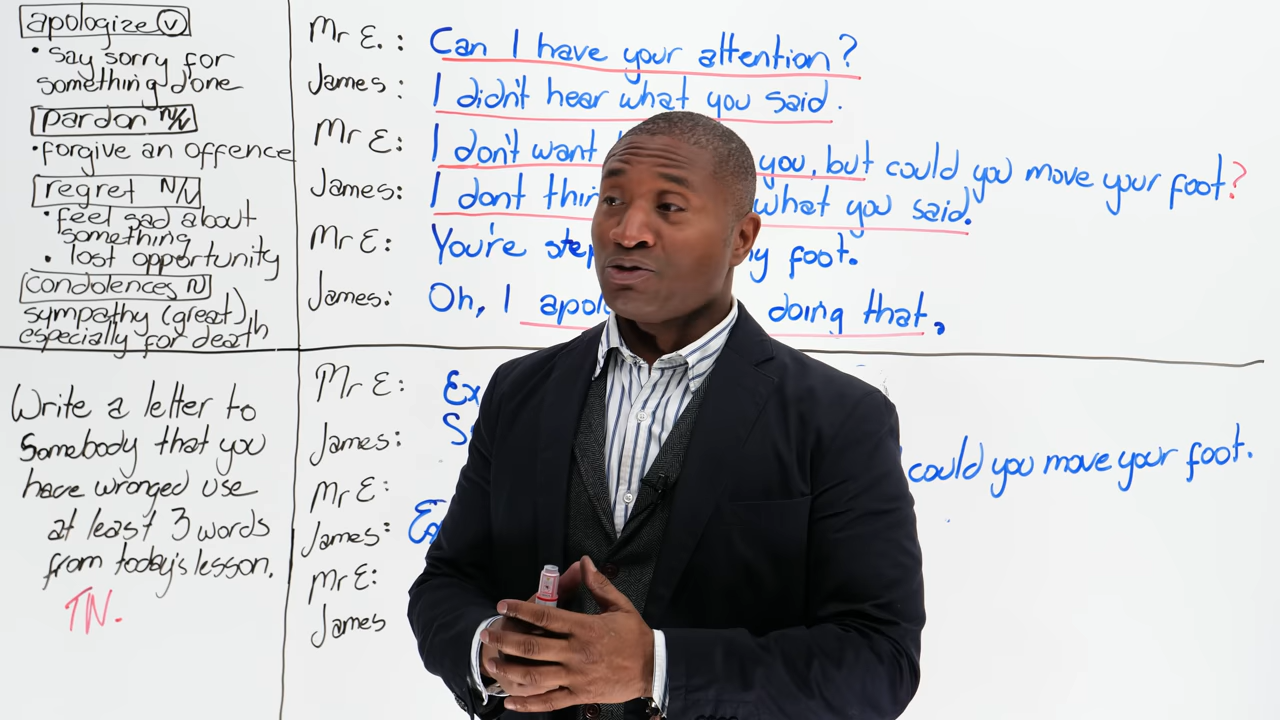 apologize v
• say sorry for
something done
Pardon N/V
• forgive an offence
regret N/V
• feel sad about
something
• lost opportunity
Condolences N
sympathy (great),
especially for death
Write a letter to
Somebody that you
have wronged use
at least 3 words
from today's lesson.
TN.
Mr E. : Can I have your attention?
James : I didn't hear what you said.
Mr E: I don't want you, but could you move your foot?
James: I dont what you said.
Mr E: You're foot.
James: Oh, I doing that.
Mr E:
James:
Mr E: could you move your foot.
James:
Mr E:
James